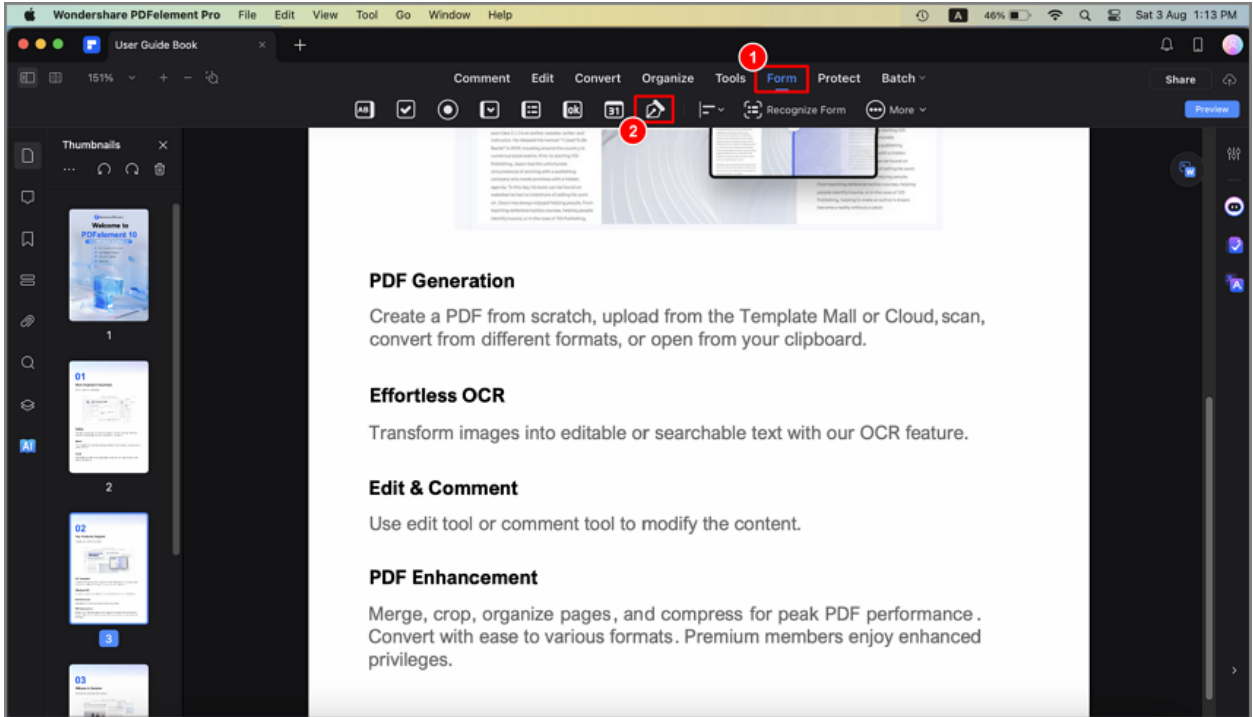 Wondershare PDFelement Pro File Edit View Tool Go Window Help A 46% Sat 3 Aug 1:13 PM
User Guide Book × +
1
151% + − Comment Edit Convert Organize Tools Form Protect Batch Share
AB ok 31 Recognize Form More Preview
2
Thumbnails ×
Welcome to
PDFelement 10
1
01
2
02
3
03
AI
PDF Generation
Create a PDF from scratch, upload from the Template Mall or Cloud, scan,
convert from different formats, or open from your clipboard.
Effortless OCR
Transform images into editable or searchable text with our OCR feature.
Edit & Comment
Use edit tool or comment tool to modify the content.
PDF Enhancement
Merge, crop, organize pages, and compress for peak PDF performance.
Convert with ease to various formats. Premium members enjoy enhanced
privileges.